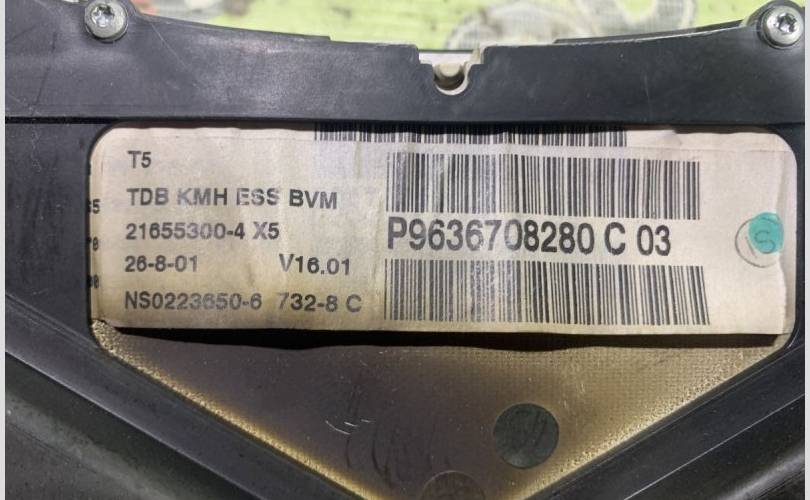 T5
TDB KMH ESS BVM
21655300-4 X5
26-8-01 V16.01
NS0223650-6 732-8 C
P9636708280 C 03
S